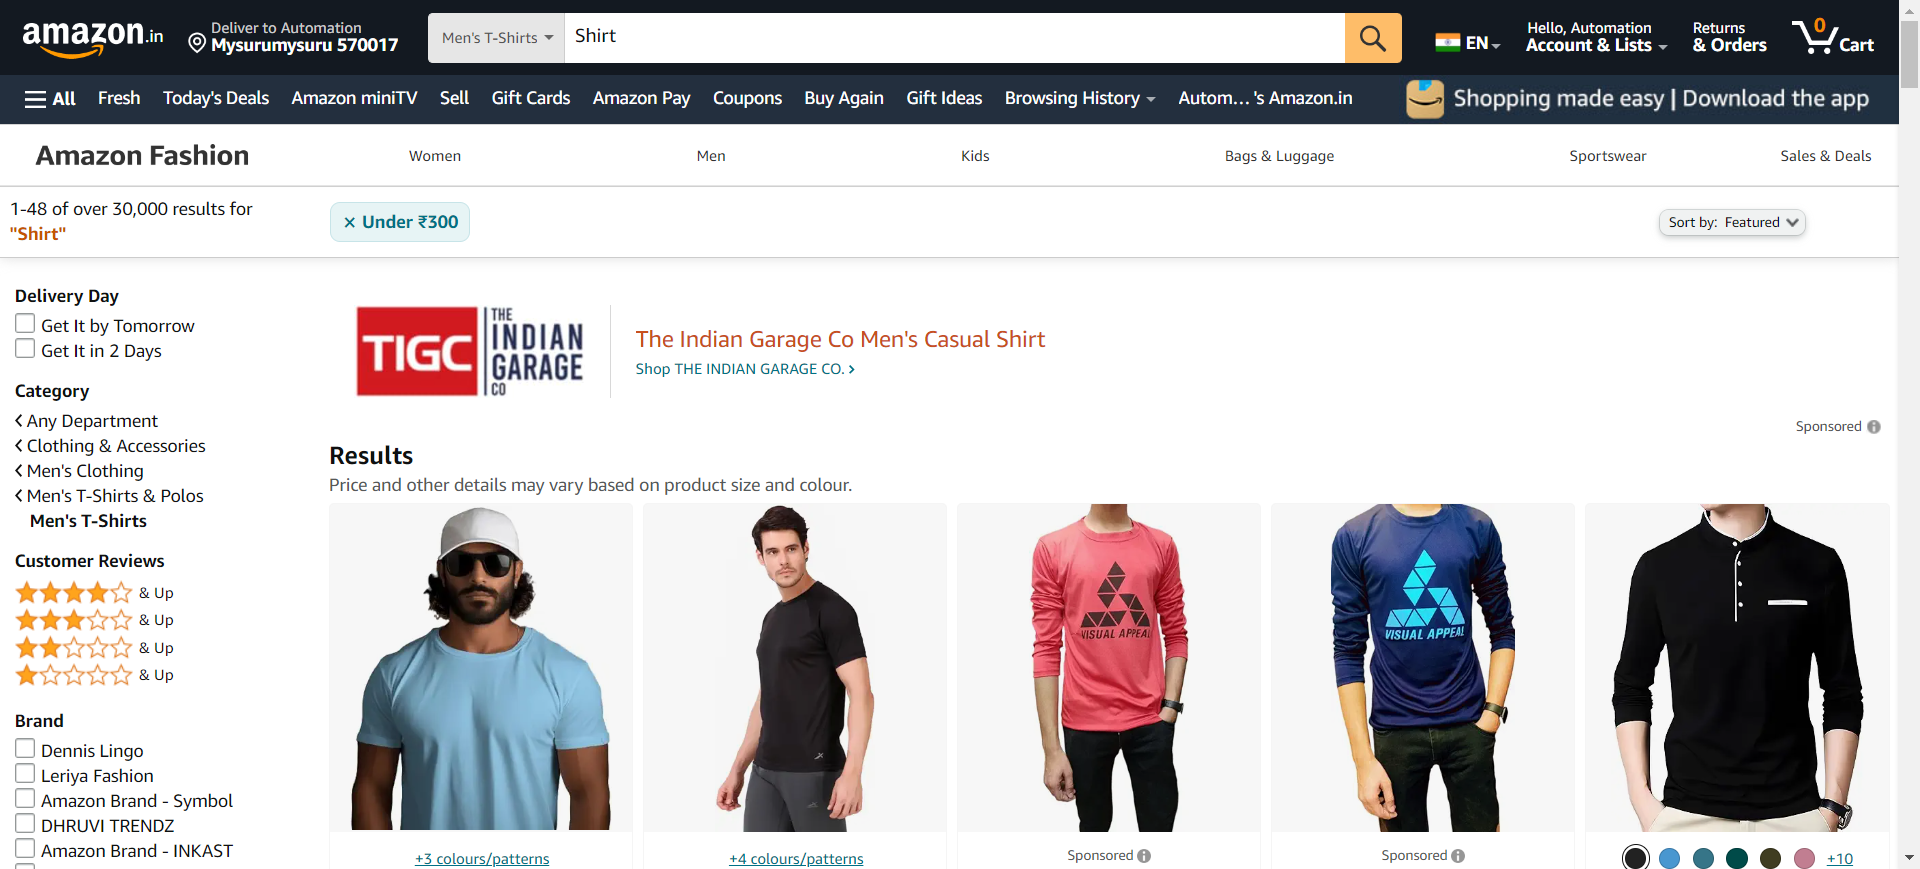 amazon.in
Deliver to Automation
Mysurumysuru 570017
Men's T-Shirts
Shirt
EN
Hello, Automation
Account & Lists
Returns
& Orders
0
Cart
All
Fresh
Today's Deals
Amazon miniTV
Sell
Gift Cards
Amazon Pay
Coupons
Buy Again
Gift Ideas
Browsing History
Autom... 's Amazon.in
Shopping made easy | Download the app
Amazon Fashion
Women
Men
Kids
Bags & Luggage
Sportswear
Sales & Deals
1-48 of over 30,000 results for
"Shirt"
× Under ₹300
Sort by: Featured
Delivery Day
Get It by Tomorrow
Get It in 2 Days
Category
Any Department
Clothing & Accessories
Men's Clothing
Men's T-Shirts & Polos
Men's T-Shirts
Customer Reviews
& Up
& Up
& Up
& Up
Brand
Dennis Lingo
Leriya Fashion
Amazon Brand - Symbol
DHRUVI TRENDZ
Amazon Brand - INKAST
TIGC
THE
INDIAN
GARAGE
CO
The Indian Garage Co Men's Casual Shirt
Shop THE INDIAN GARAGE CO. ›
Sponsored
Results
Price and other details may vary based on product size and colour.
VISUAL APPEAL
VISUAL APPEAL
+3 colours/patterns
+4 colours/patterns
Sponsored
Sponsored
+10